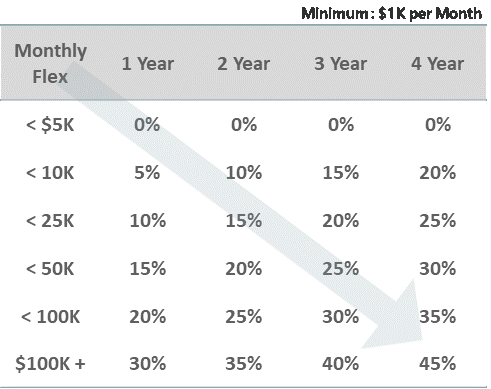 Minimum : $1K per Month
Monthly Flex 1 Year 2 Year 3 Year 4 Year
< $5K 0% 0% 0% 0%
< 10K 5% 10% 15% 20%
< 25K 10% 15% 20% 25%
< 50K 15% 20% 25% 30%
< 100K 20% 25% 30% 35%
$100K + 30% 35% 40% 45%